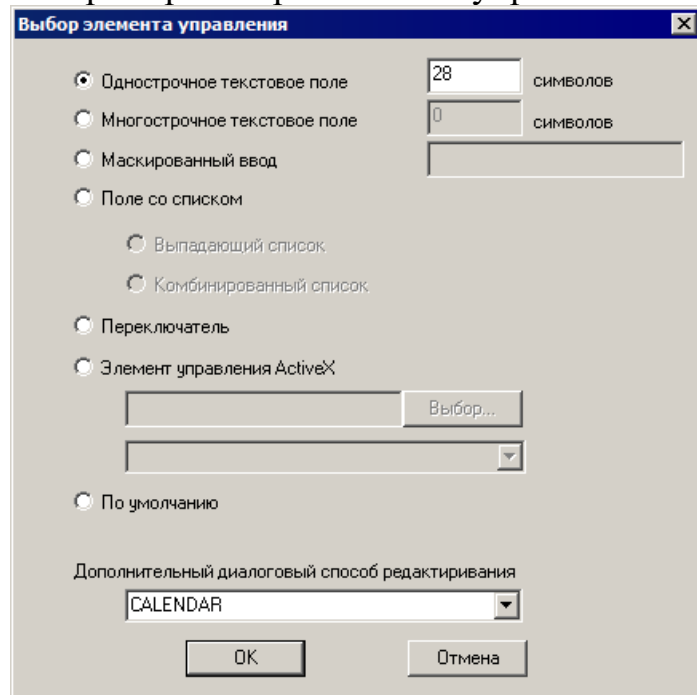 Выбор элемента управления
Однострочное текстовое поле 28 символов
Многострочное текстовое поле 0 символов
Маскированный ввод
Поле со списком
Выпадающий список
Комбинированный список
Переключатель
Элемент управления ActiveX
Выбор...
По умолчанию
Дополнительный диалоговый способ редактиривания
CALENDAR
OK Отмена